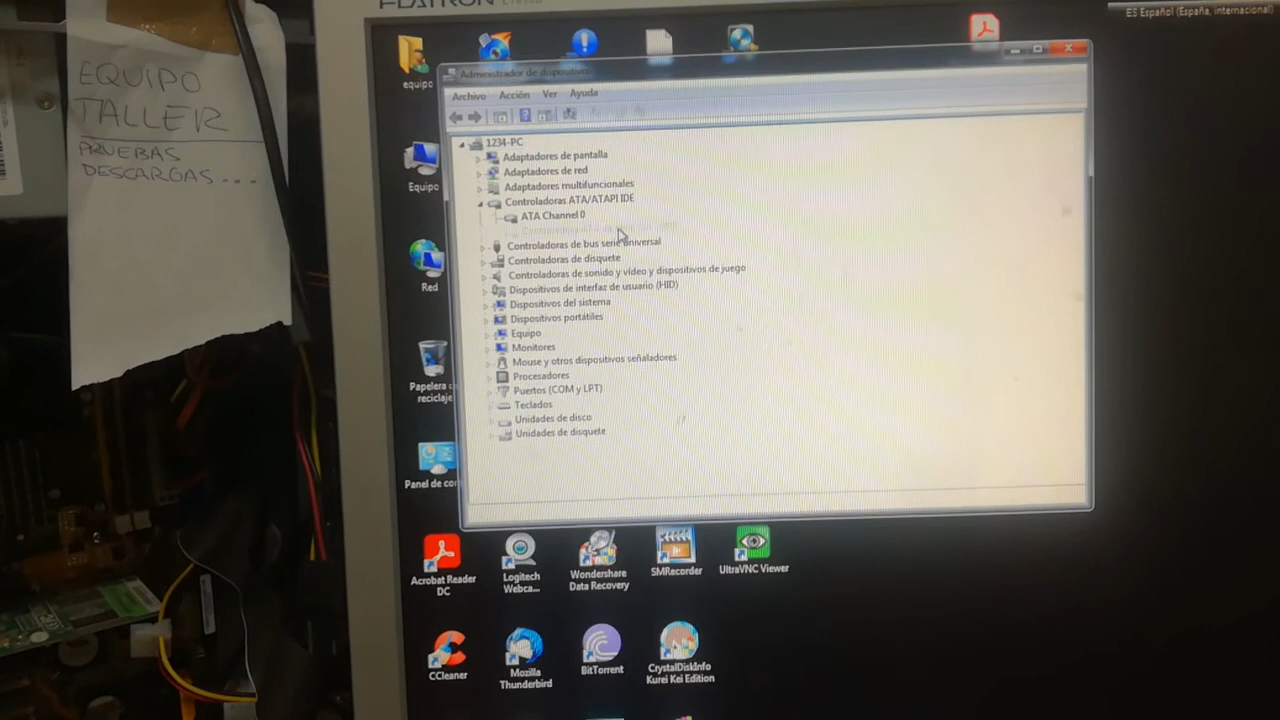 EQUIPO
TALLER
PRUEBAS
DESCARGAS...
FLATRON
ES Español (España, internacional)
equipo
Administrador de dispositivos
Archivo Acción Ver Ayuda
1234-PC
Adaptadores de pantalla
Adaptadores de red
Adaptadores multifuncionales
Controladoras ATA/ATAPI IDE
ATA Channel 0
Controladoras de bus serie universal
Controladoras de disquete
Controladoras de sonido y vídeo y dispositivos de juego
Dispositivos de interfaz de usuario (HID)
Dispositivos del sistema
Dispositivos portátiles
Equipo
Monitores
Mouse y otros dispositivos señaladores
Procesadores
Puertos (COM y LPT)
Teclados
Unidades de disco
Unidades de disquete
Equipo
Red
Papelera
reciclaje
Panel de con
Acrobat Reader
DC
Logitech
Webca...
Wondershare
Data Recovery
SMRecorder
UltraVNC Viewer
CCleaner
Mozilla
Thunderbird
BitTorrent
CrystalDiskInfo
Kurei Kei Edition